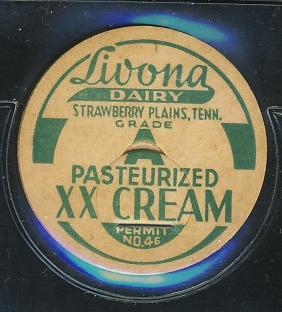 Livona
DAIRY
STRAWBERRY PLAINS, TENN.
GRADE
A
PASTEURIZED
XX CREAM
PERMIT
NO. 46